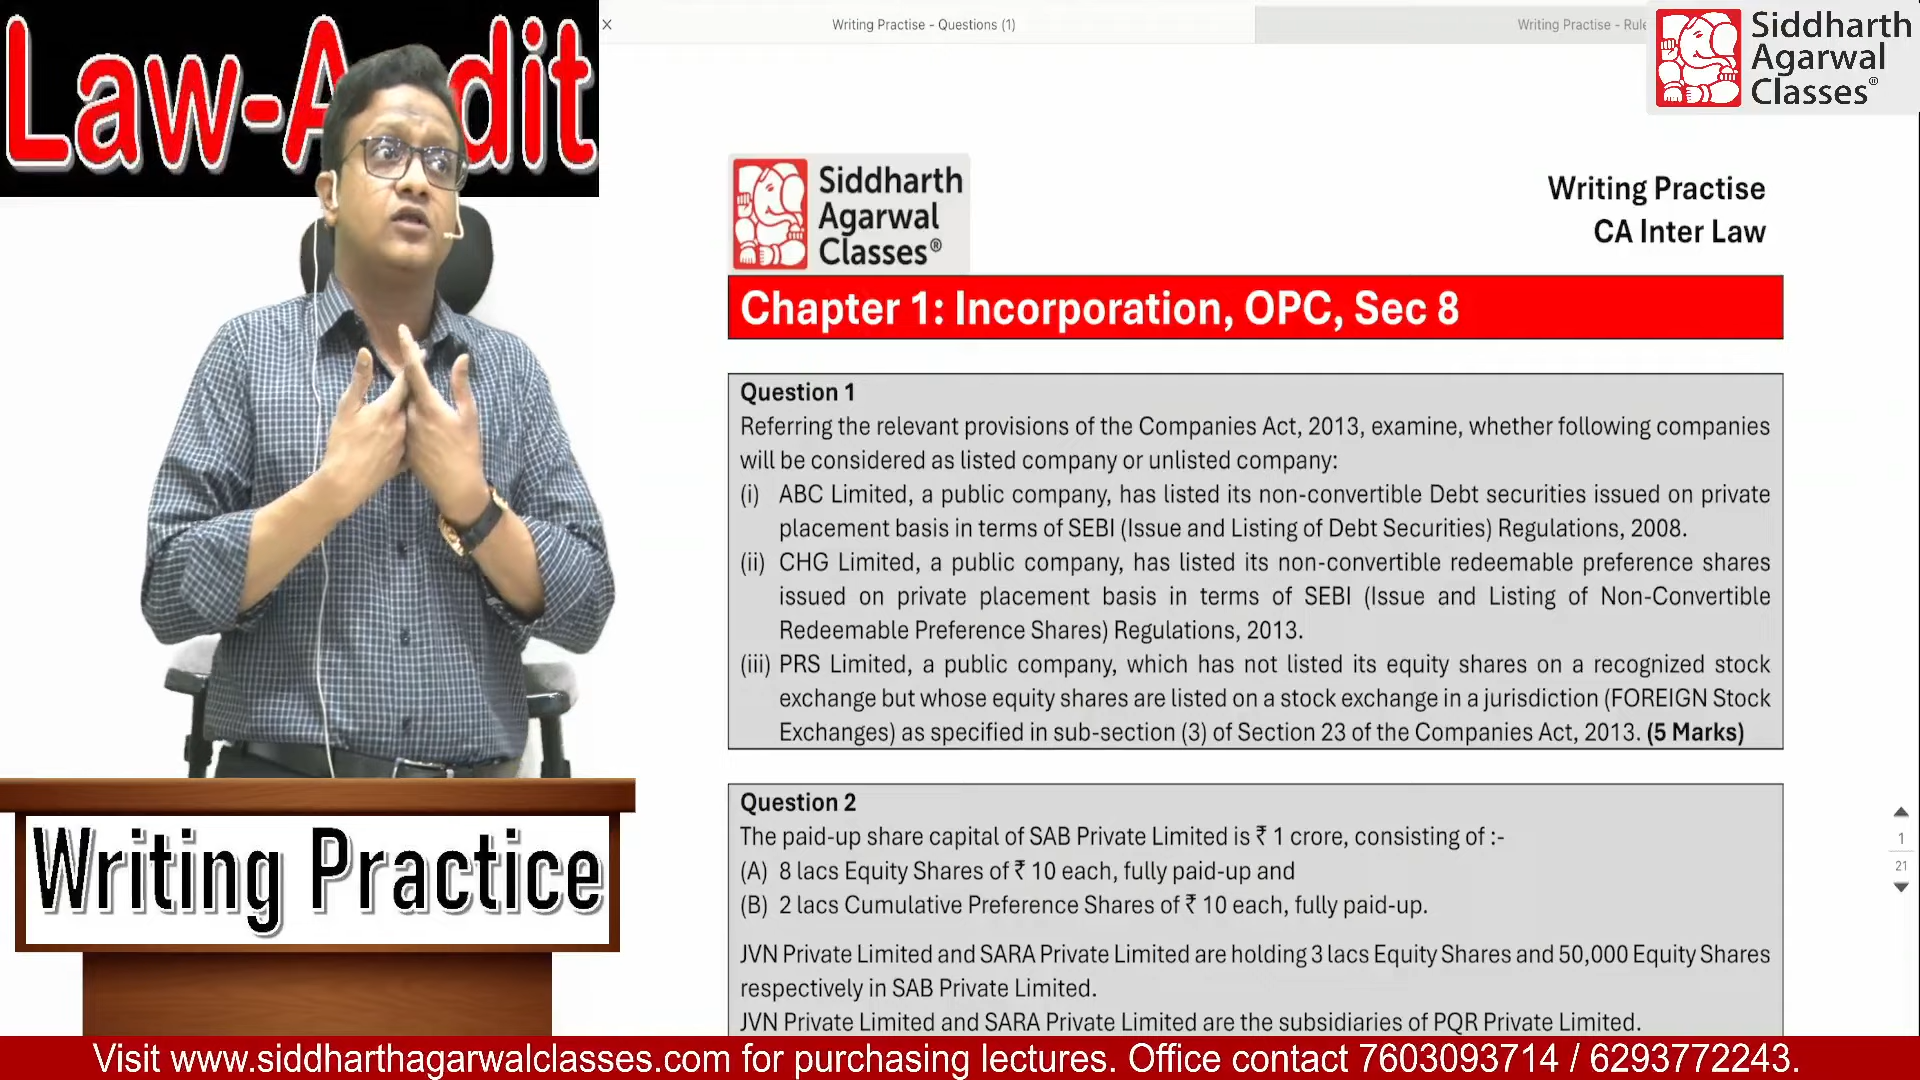 Law-A dit
Writing Practise - Questions (1)
Writing Practise - Rule
Siddharth
Agarwal
Classes®
Siddharth
Agarwal
Classes®
Writing Practise
CA Inter Law
Chapter 1: Incorporation, OPC, Sec 8
Question 1
Referring the relevant provisions of the Companies Act, 2013, examine, whether following companies
will be considered as listed company or unlisted company:
(i) ABC Limited, a public company, has listed its non-convertible Debt securities issued on private
placement basis in terms of SEBI (Issue and Listing of Debt Securities) Regulations, 2008.
(ii) CHG Limited, a public company, has listed its non-convertible redeemable preference shares
issued on private placement basis in terms of SEBI (Issue and Listing of Non-Convertible
Redeemable Preference Shares) Regulations, 2013.
(iii) PRS Limited, a public company, which has not listed its equity shares on a recognized stock
exchange but whose equity shares are listed on a stock exchange in a jurisdiction (FOREIGN Stock
Exchanges) as specified in sub-section (3) of Section 23 of the Companies Act, 2013. (5 Marks)
Question 2
The paid-up share capital of SAB Private Limited is ₹ 1 crore, consisting of :-
(A) 8 lacs Equity Shares of ₹ 10 each, fully paid-up and
(B) 2 lacs Cumulative Preference Shares of ₹ 10 each, fully paid-up.
JVN Private Limited and SARA Private Limited are holding 3 lacs Equity Shares and 50,000 Equity Shares
respectively in SAB Private Limited.
JVN Private Limited and SARA Private Limited are the subsidiaries of PQR Private Limited.
1
21
Writing Practice
Visit www.siddharthagarwalclasses.com for purchasing lectures. Office contact 7603093714 / 6293772243.